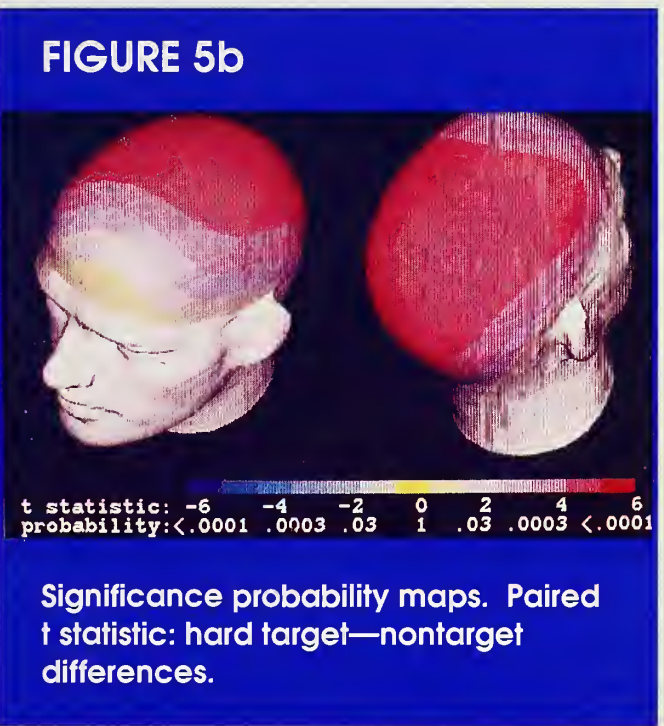 FIGURE 5b
t statistic: -6 -4 -2 0 2 4 6
probability:<.0001 .0003 .03 1 .03 .0003 <.0001
Significance probability maps. Paired
t statistic: hard target—nontarget
differences.